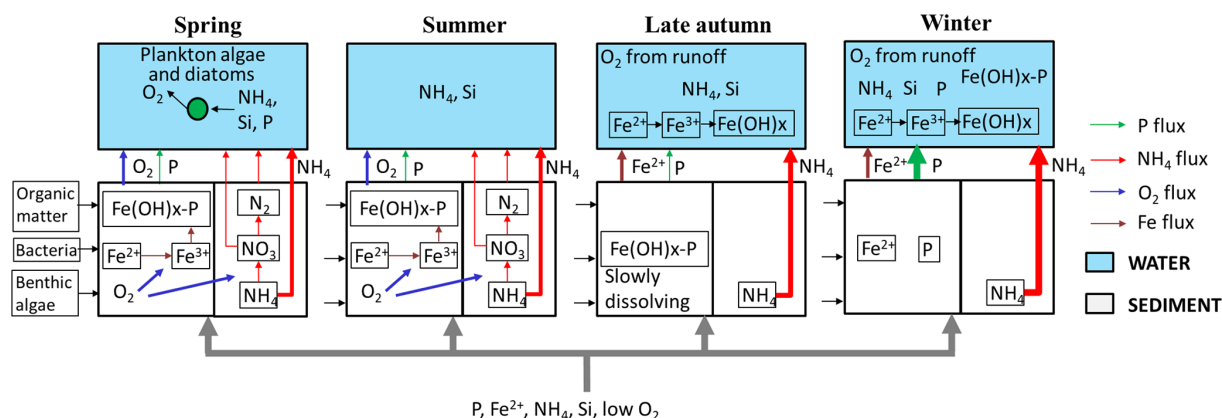 Spring
Summer
Late autumn
Winter
Plankton algae
and diatoms
O₂
NH₄,
Si, P
NH₄, Si
O₂ from runoff
NH₄, Si
Fe²⁺
Fe³⁺
Fe(OH)x
O₂ from runoff
Fe(OH)x-P
NH₄ Si P
Fe²⁺
Fe³⁺
Fe(OH)x
O₂
P
NH₄
O₂
P
NH₄
Fe²⁺
P
NH₄
Fe²⁺
NH₄
Organic
matter
Bacteria
Benthic
algae
Fe(OH)x-P
Fe²⁺
Fe³⁺
O₂
N₂
NO₃
NH₄
Fe(OH)x-P
Fe²⁺
Fe³⁺
O₂
N₂
NO₃
NH₄
Fe(OH)x-P
Slowly
dissolving
NH₄
Fe²⁺
P
NH₄
P flux
NH₄ flux
O₂ flux
Fe flux
WATER
SEDIMENT
P, Fe²⁺, NH₄, Si, low O₂